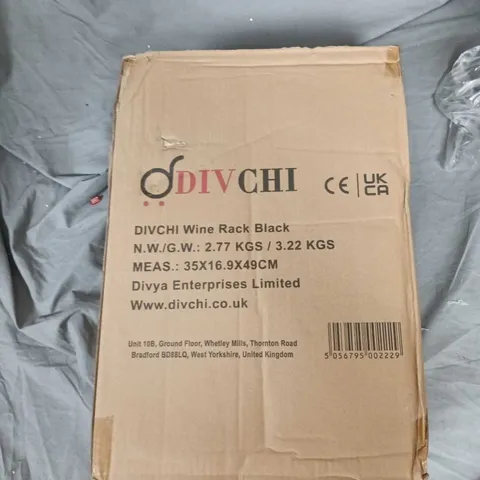 DIVCHI
CE UK CA
DIVCHI Wine Rack Black
N.W./G.W.: 2.77 KGS / 3.22 KGS
MEAS.: 35X16.9X49CM
Divya Enterprises Limited
Www.divchi.co.uk
Unit 10B, Ground Floor, Whetley Mills, Thornton Road
Bradford BD88LQ, West Yorkshire, United Kingdom
5 056795 002229